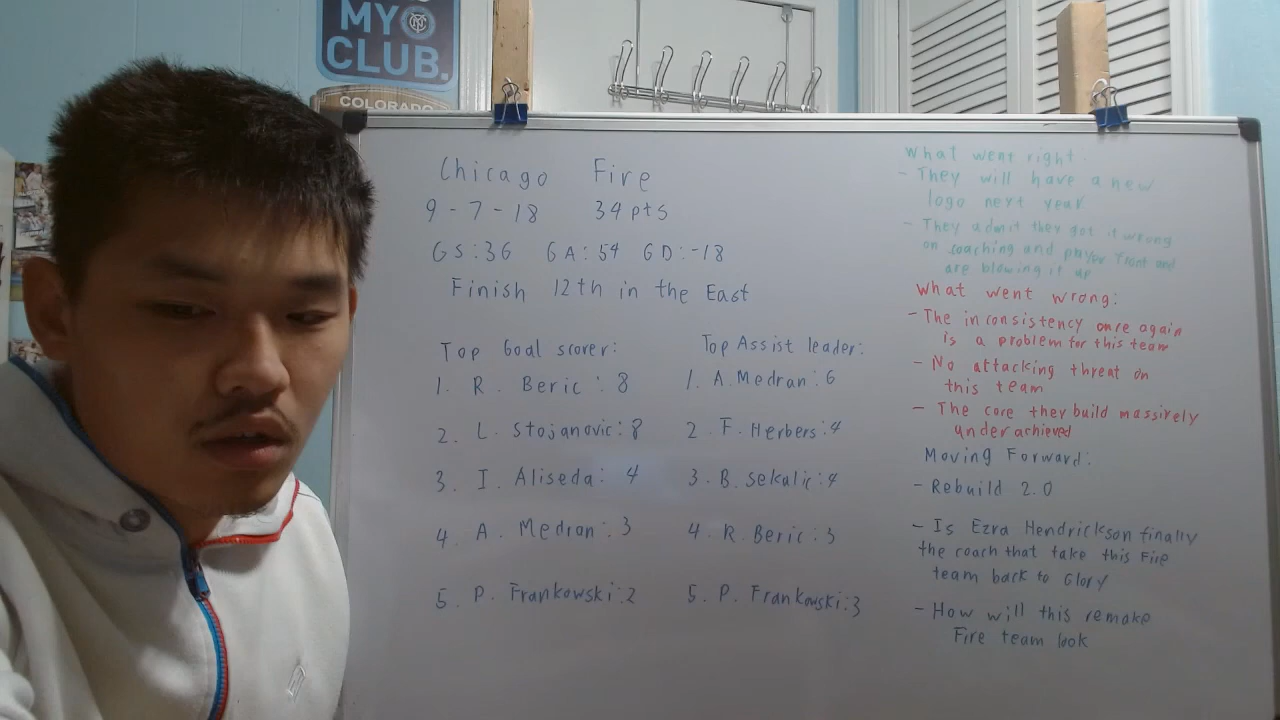 MY
CLUB.
COLORADO
Chicago Fire
9-7-18 34pts
GS:36 GA:54 GD:-18
Finish 12th in the East
Top Goal scorer:
1. R. Beric: 8
2. L. Stojanovic:8
3. I. Aliseda: 4
4. A. Medran:3
5. P. Frankowski:2
Top Assist leader:
1. A.Medran:6
2. F. Herbers:4
3. B. Sekulic:4
4. R. Beric:3
5. P. Frankowski:3
What went right:
- They will have a new
logo next year
- They admit they got it wrong
on coaching and player front and
are blowing it up
What went wrong:
- The inconsistency once again
is a problem for this team
- No attacking threat on
this team
- The core they build massively
underachieved
Moving Forward:
- Rebuild 2.0
- Is Ezra Hendrickson finally
the coach that take this Fire
team back to Glory
- How will this remake
Fire team look